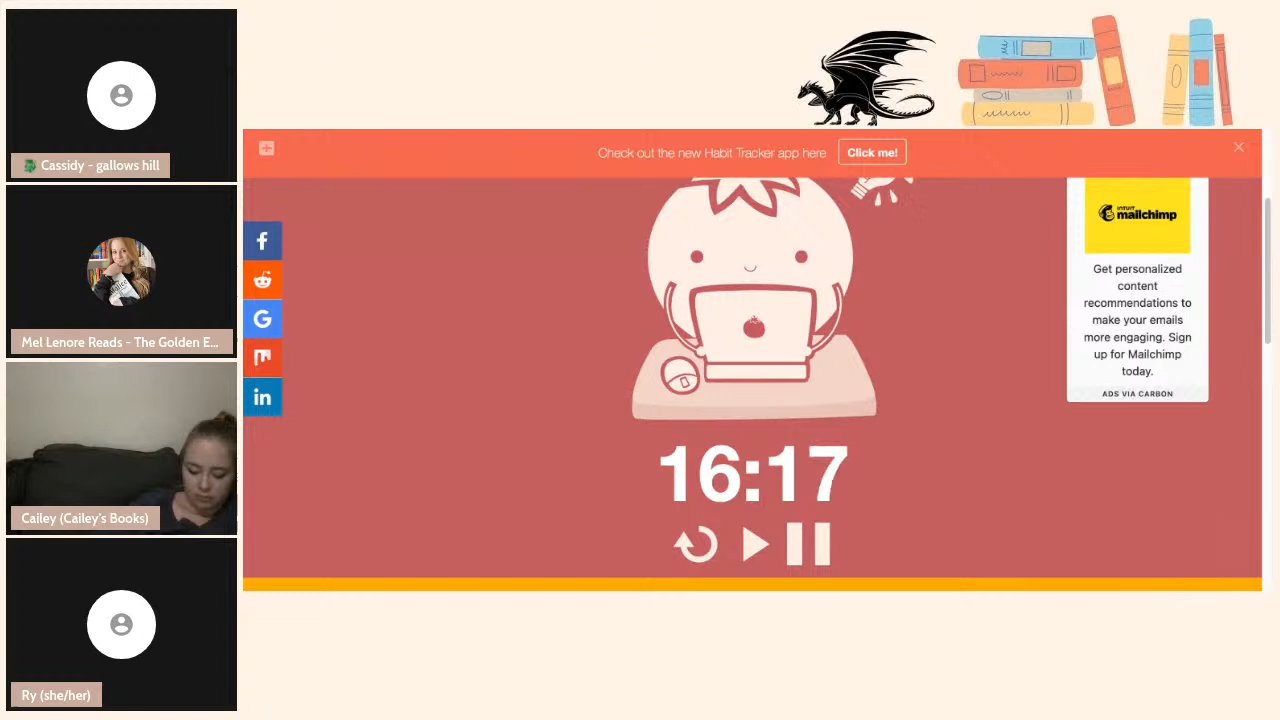 Cassidy - gallows hill
Mel Lenore Reads - The Golden E...
Cailey (Cailey's Books)
Ry (she/her)
Check out the new Habit Tracker app here
Click me!
INTUIT
mailchimp
Get personalized
content
recommendations to
make your emails
more engaging. Sign
up for Mailchimp
today.
ADS VIA CARBON
16:17